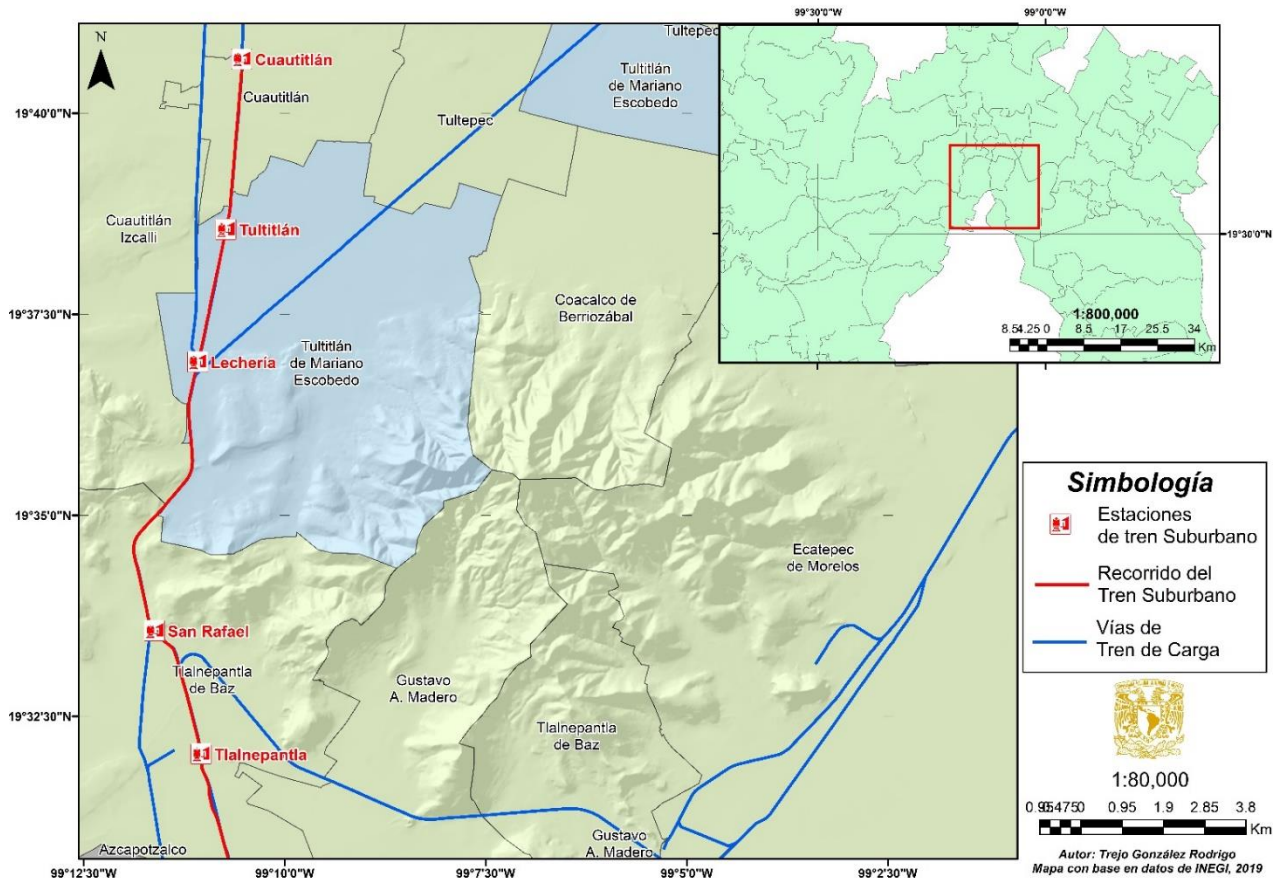 99°30'0"W
99°0'0"W
N
Cuautitlán
Cuautitlán
Tultepec
Tultitlán
de Mariano
Escobedo
19°40'0"N
Tultepec
Cuautitlán
Izcalli
Tultitlán
19°30'0"N
1:800,000
8.54.25 0 8.5 17 25.5 34
Km
Coacalco de
Berriozábal
19°37'30"N
Lechería
Tultitlán
de Mariano
Escobedo
19°35'0"N
Ecatepec
de Morelos
San Rafael
Tlalnepantla
de Baz
Gustavo
A. Madero
19°32'30"N
Tlalnepantla
de Baz
Tlalnepantla
Azcapotzalco
Gustavo
A. Madero
99°12'30"W
99°10'0"W
99°7'30"W
99°5'0"W
99°2'30"W
Simbología
Estaciones
de tren Suburbano
Recorrido del
Tren Suburbano
Vías de
Tren de Carga
1:80,000
0.95 0 0.95 1.9 2.85 3.8
Km
Autor: Trejo González Rodrigo
Mapa con base en datos de INEGI, 2019